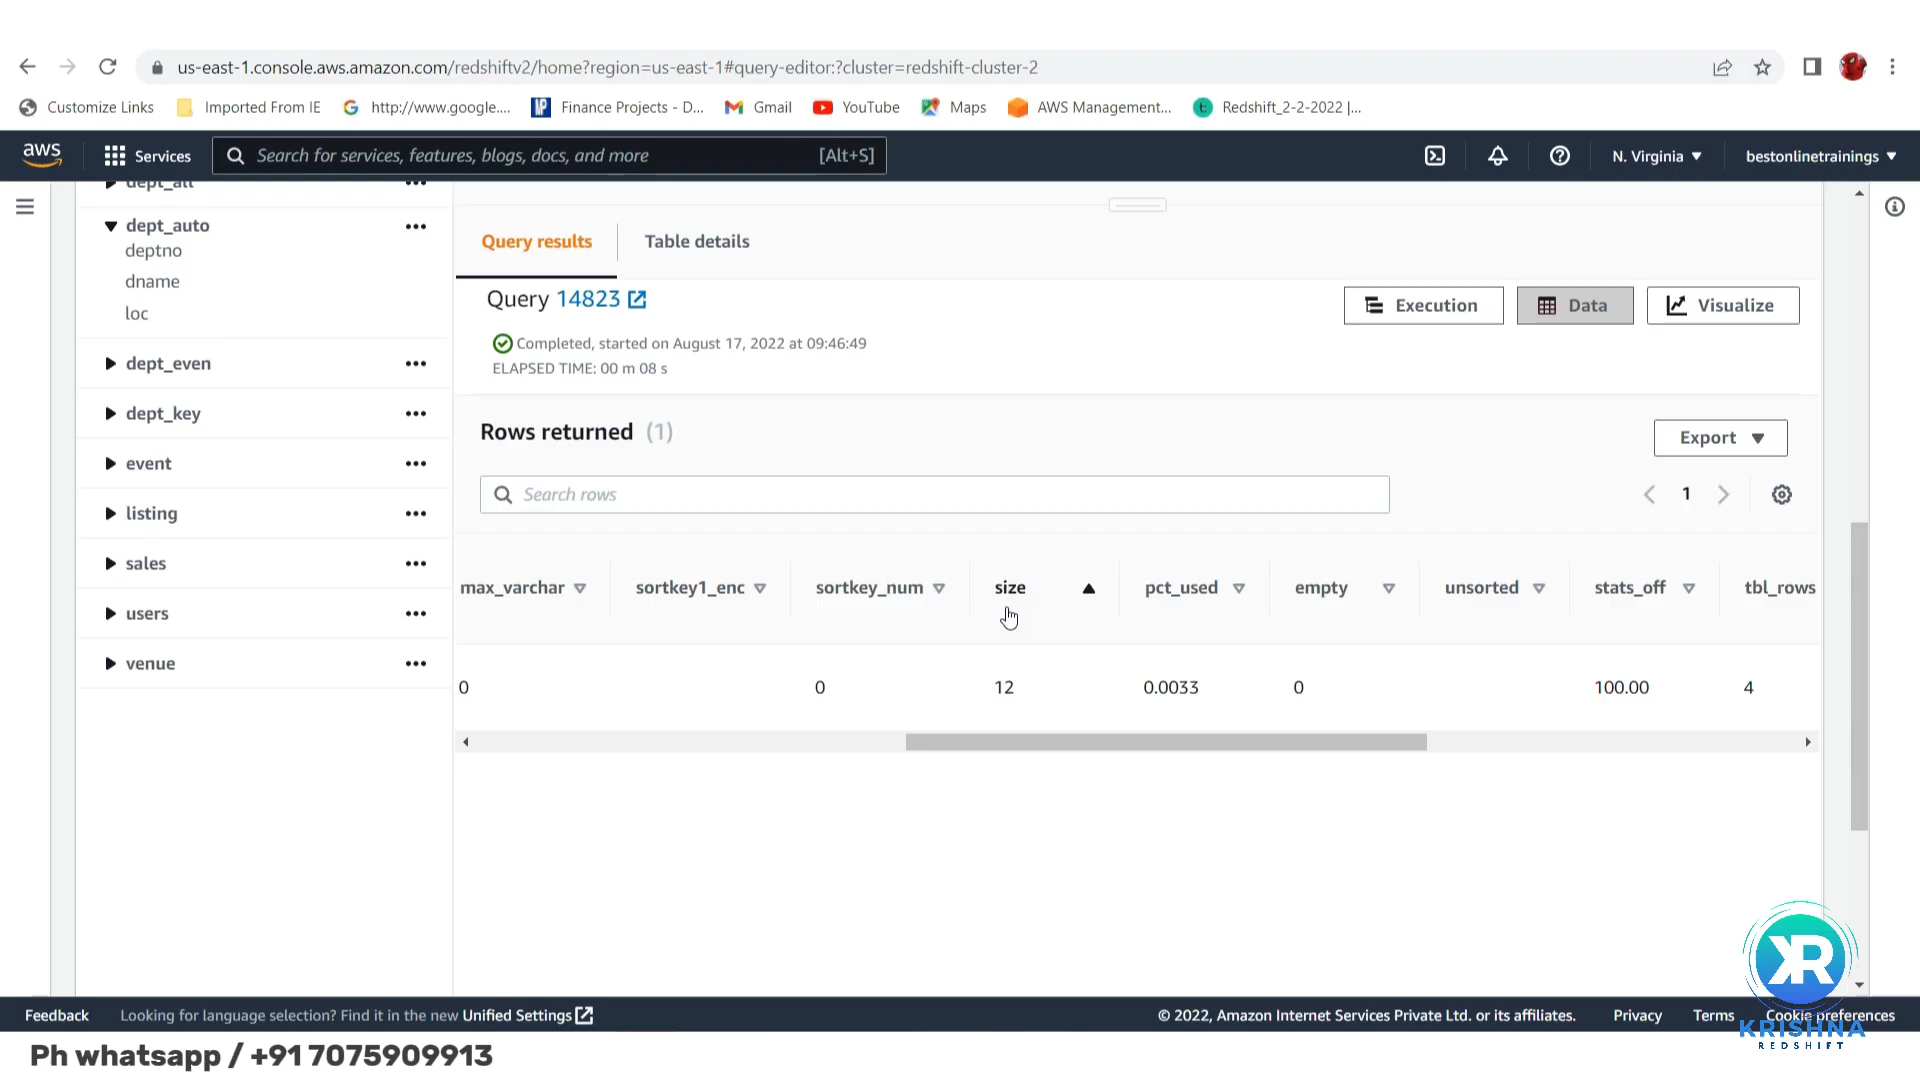 us-east-1.console.aws.amazon.com/redshiftv2/home?region=us-east-1#query-editor:?cluster=redshift-cluster-2
Customize Links
Imported From IE
http://www.google....
Finance Projects - D...
Gmail
YouTube
Maps
AWS Management...
Redshift_2-2-2022 |...
aws
Services
Search for services, features, blogs, docs, and more
[Alt+S]
N. Virginia
bestonlinetrainings
dept_all
dept_auto
deptno
dname
loc
dept_even
dept_key
event
listing
sales
users
venue
Query results
Table details
Query 14823
Execution
Data
Visualize
Completed, started on August 17, 2022 at 09:46:49
ELAPSED TIME: 00 m 08 s
Rows returned (1)
Export
Search rows
1
max_varchar sortkey1_enc sortkey_num size pct_used empty unsorted stats_off tbl_rows
0 0 12 0.0033 0 100.00 4
Feedback
Looking for language selection? Find it in the new Unified Settings
© 2022, Amazon Internet Services Private Ltd. or its affiliates.
Privacy
Terms
Cookie preferences
KR
KRISHNA
REDSHIFT
Ph whatsapp / +91 7075909913